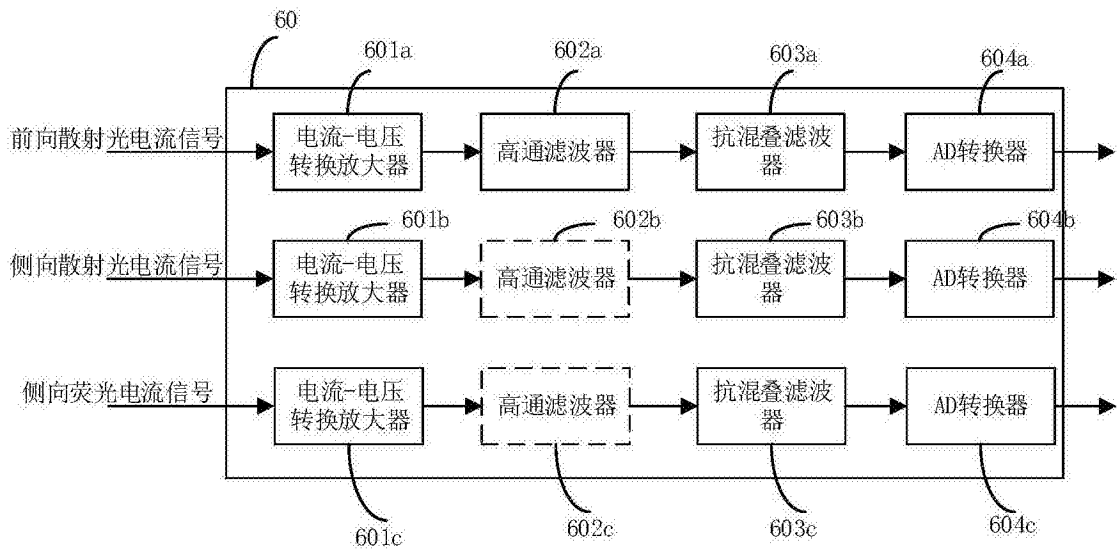 60
601a
602a
603a
604a
前向散射光电流信号
电流-电压
转换放大器
高通滤波器
抗混叠滤波
器
AD转换器
601b
602b
603b
604b
侧向散射光电流信号
电流-电压
转换放大器
高通滤波器
抗混叠滤波
器
AD转换器
侧向荧光电流信号
电流-电压
转换放大器
高通滤波器
抗混叠滤波
器
AD转换器
601c
602c
603c
604c